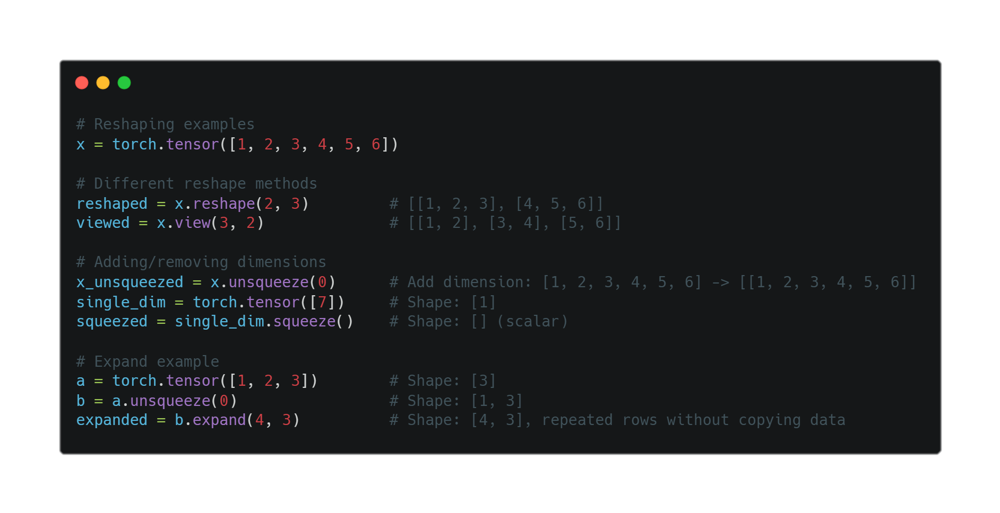 # Reshaping examples
x = torch.tensor([1, 2, 3, 4, 5, 6])
# Different reshape methods
reshaped = x.reshape(2, 3)         # [[1, 2, 3], [4, 5, 6]]
viewed = x.view(3, 2)              # [[1, 2], [3, 4], [5, 6]]
# Adding/removing dimensions
x_unsqueezed = x.unsqueeze(0)      # Add dimension: [1, 2, 3, 4, 5, 6] -> [[1, 2, 3, 4, 5, 6]]
single_dim = torch.tensor([7])     # Shape: [1]
squeezed = single_dim.squeeze()    # Shape: [] (scalar)
# Expand example
a = torch.tensor([1, 2, 3])        # Shape: [3]
b = a.unsqueeze(0)                 # Shape: [1, 3]
expanded = b.expand(4, 3)          # Shape: [4, 3], repeated rows without copying data